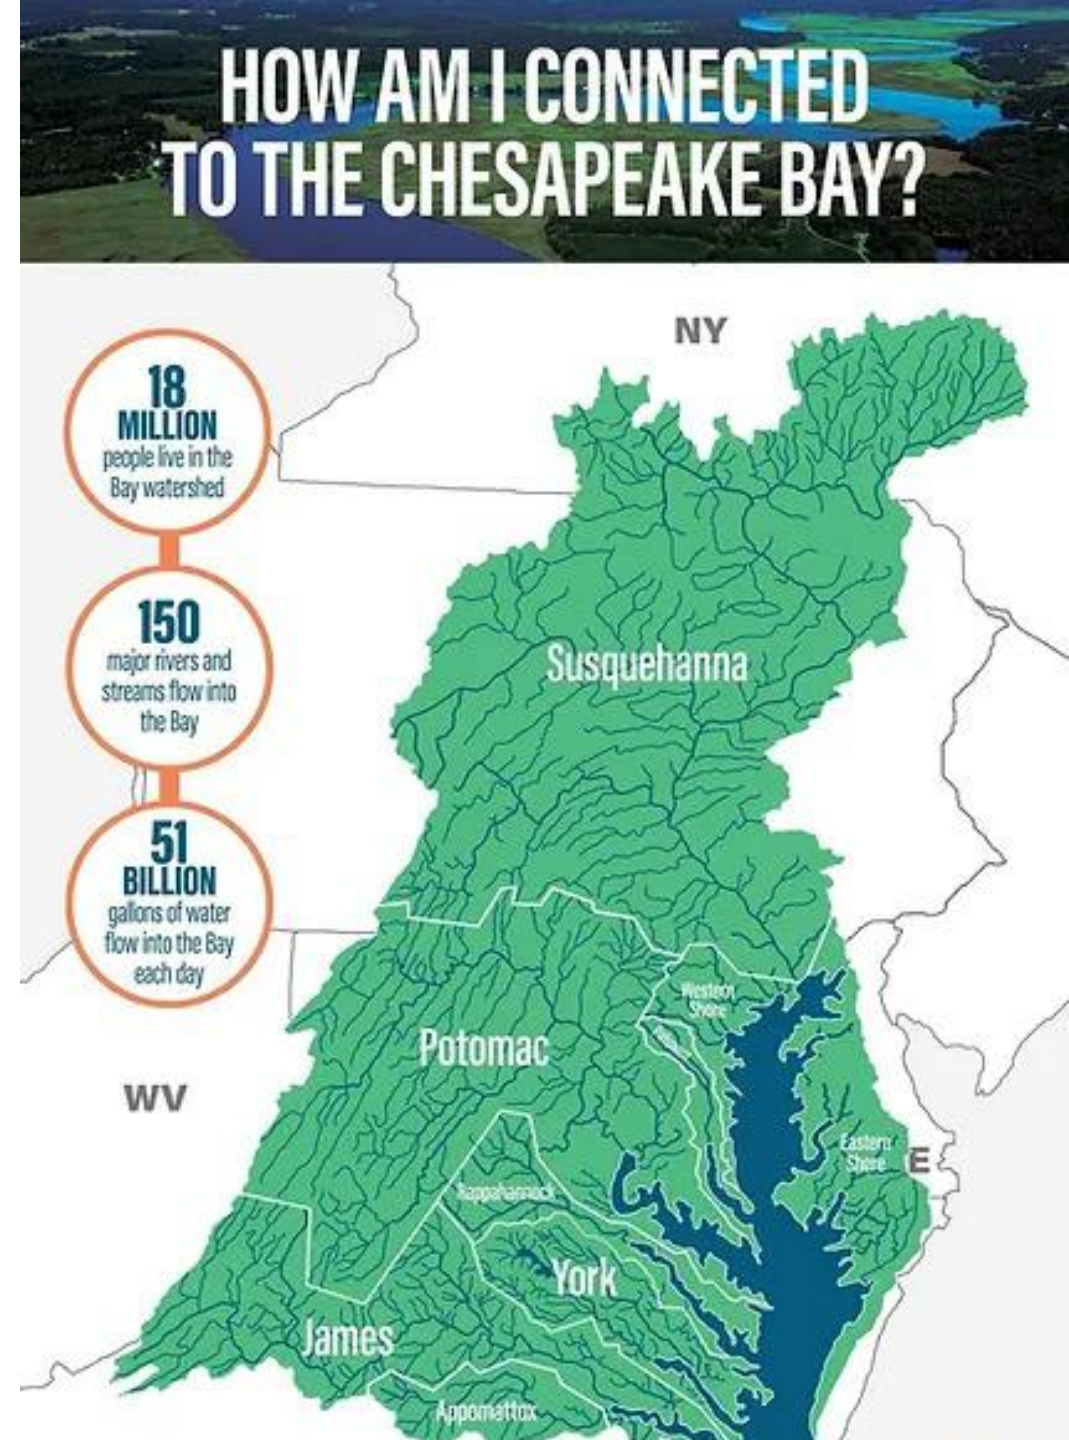 HOW AM I CONNECTED
TO THE CHESAPEAKE BAY?
NY
18
MILLION
people live in the
Bay watershed
150
major rivers and
streams flow into
the Bay
Susquehanna
51
BILLION
gallons of water
flow into the Bay
each day
Western
Shore
Potomac
WV
Eastern
Shore
E
Rappahannock
York
James
Appomattox